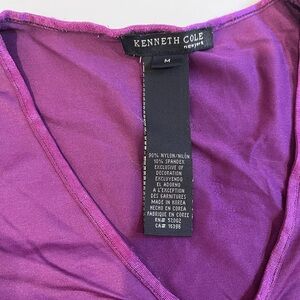 KENNETH COLE
new york
M
90% NYLON/NILON
10% SPANDEX
EXCLUSIVE OF
DECORATION
EXCLUYENDO
EL ADORNO
A L'EXCEPTION
DES GARNITURES
MADE IN KOREA
HECHO EN COREA
FABRIQUE EN COREE
RN# 57002
CA# 16398